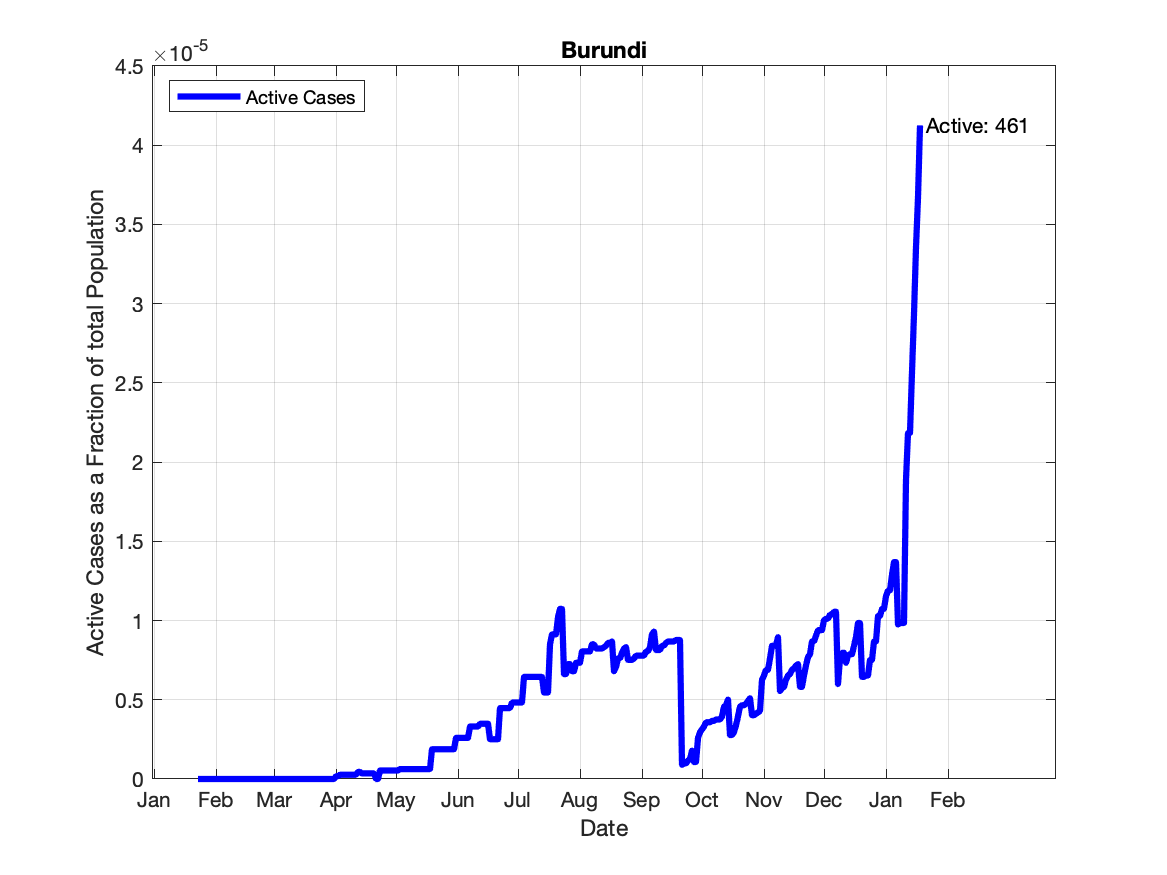 Burundi
×10-5
Active Cases
Active: 461
Active Cases as a Fraction of total Population
4.5
4
3.5
3
2.5
2
1.5
1
0.5
0
Jan Feb Mar Apr May Jun Jul Aug Sep Oct Nov Dec Jan Feb
Date